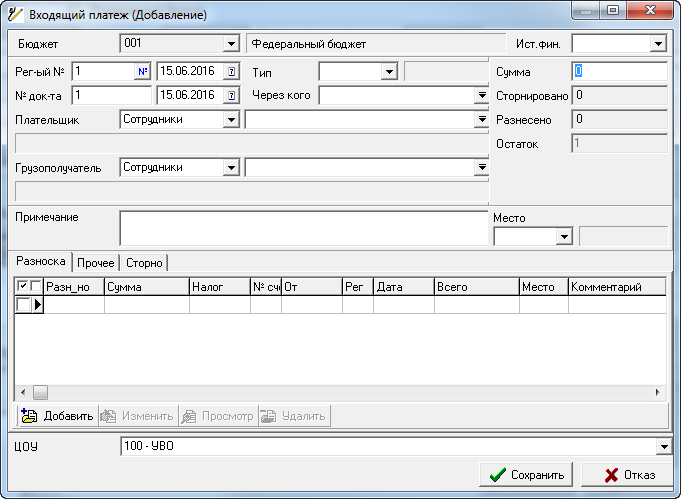 Входящий платеж (Добавление)
Бюджет 001 Федеральный бюджет Ист.фин.
Рег-ый № 1 № 15.06.2016 7 Тип Сумма 0
№ док-та 1 15.06.2016 7 Через кого Сторнировано 0
Плательщик Сотрудники Разнесено 0
Остаток 1
Грузополучатель Сотрудники
Примечание Место
Разноска Прочее Сторно
Разн_но Сумма Налог № сч От Рег Дата Всего Место Комментарий
Добавить Изменить Просмотр Удалить
ЦОУ 100 - УВО
Сохранить Отказ